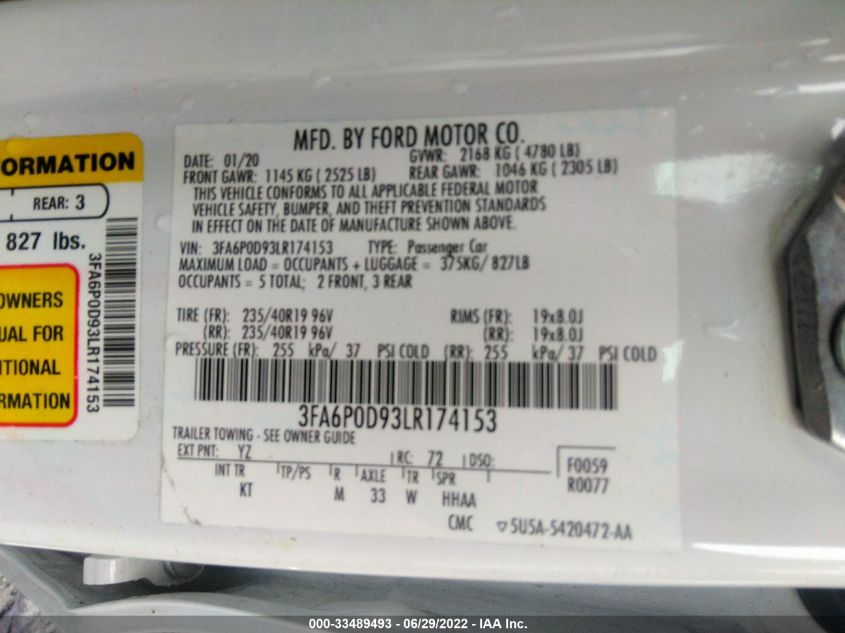 MFD. BY FORD MOTOR CO.
DATE: 01/20 GVWR: 2168 KG ( 4780 LB)
FRONT GAWR: 1145 KG ( 2525 LB) REAR GAWR: 1046 KG ( 2305 LB)
THIS VEHICLE CONFORMS TO ALL APPLICABLE FEDERAL MOTOR
VEHICLE SAFETY, BUMPER, AND THEFT PREVENTION STANDARDS
IN EFFECT ON THE DATE OF MANUFACTURE SHOWN ABOVE.
VIN: 3FA6P0D93LR174153 TYPE: Passenger Car
MAXIMUM LOAD = OCCUPANTS + LUGGAGE = 375KG/ 827LB
OCCUPANTS = 5 TOTAL; 2 FRONT, 3 REAR
TIRE (FR): 235/40R19 96V RIMS (FR): 19x8.0J
(RR): 235/40R19 96V (RR): 19x8.0J
PRESSURE (FR): 255 kPa/ 37 PSI COLD (RR): 255 kPa/ 37 PSI COLD
3FA6P0D93LR174153
TRAILER TOWING - SEE OWNER GUIDE
EXT PNT: YZ RC: 72 DSO: F0059
INT TR TP/PS R AXLE TR SPR R0077
KT M 33 W HHAA
CMC ▽5U5A-5420472-AA
FORMATION
REAR: 3
827 lbs.
OWNERS
UAL FOR
ITIONAL
RMATION
3FA6P0D93LR174153
000-33489493 - 06/29/2022 - IAA Inc.